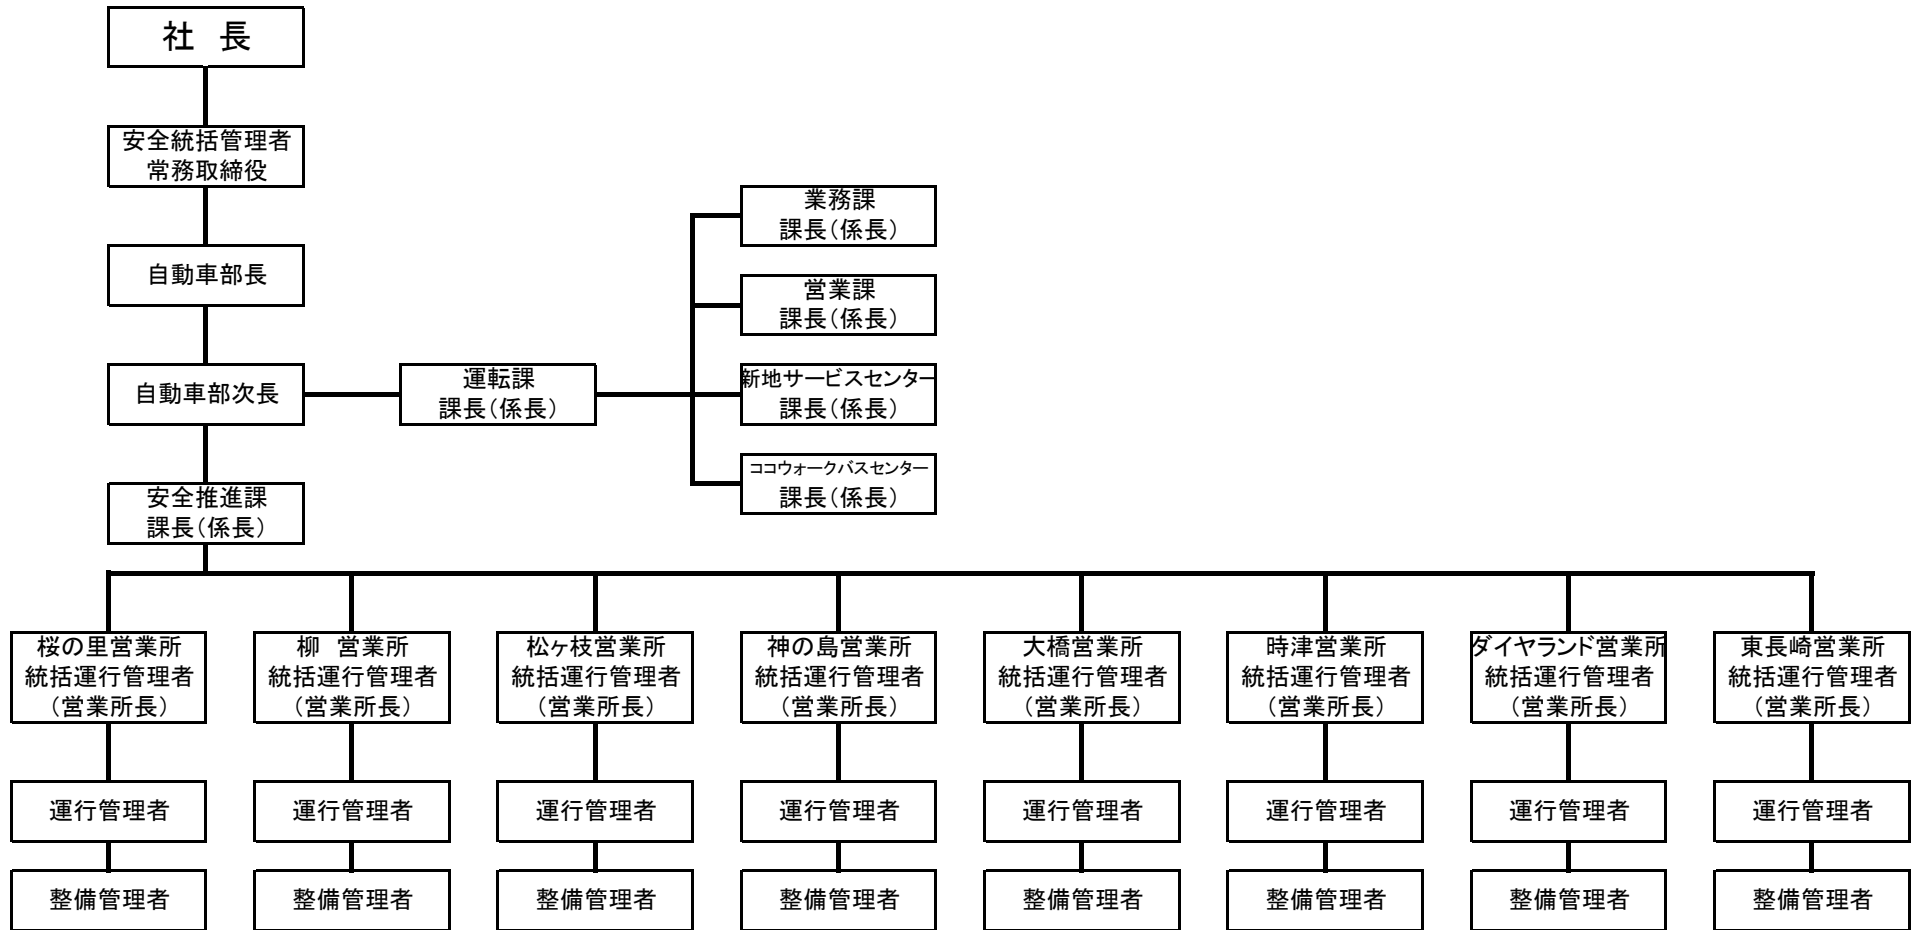 社　長
安全統括管理者
常務取締役
自動車部長
自動車部次長
運転課
課長（係長）
業務課
課長（係長）
営業課
課長（係長）
新地サービスセンター
課長（係長）
ココウォークバスセンター
課長（係長）
安全推進課
課長（係長）
桜の里営業所
統括運行管理者
（営業所長）
柳　営業所
統括運行管理者
（営業所長）
松ヶ枝営業所
統括運行管理者
（営業所長）
神の島営業所
統括運行管理者
（営業所長）
大橋営業所
統括運行管理者
（営業所長）
時津営業所
統括運行管理者
（営業所長）
ダイヤランド営業所
統括運行管理者
（営業所長）
東長崎営業所
統括運行管理者
（営業所長）
運行管理者
運行管理者
運行管理者
運行管理者
運行管理者
運行管理者
運行管理者
運行管理者
整備管理者
整備管理者
整備管理者
整備管理者
整備管理者
整備管理者
整備管理者
整備管理者